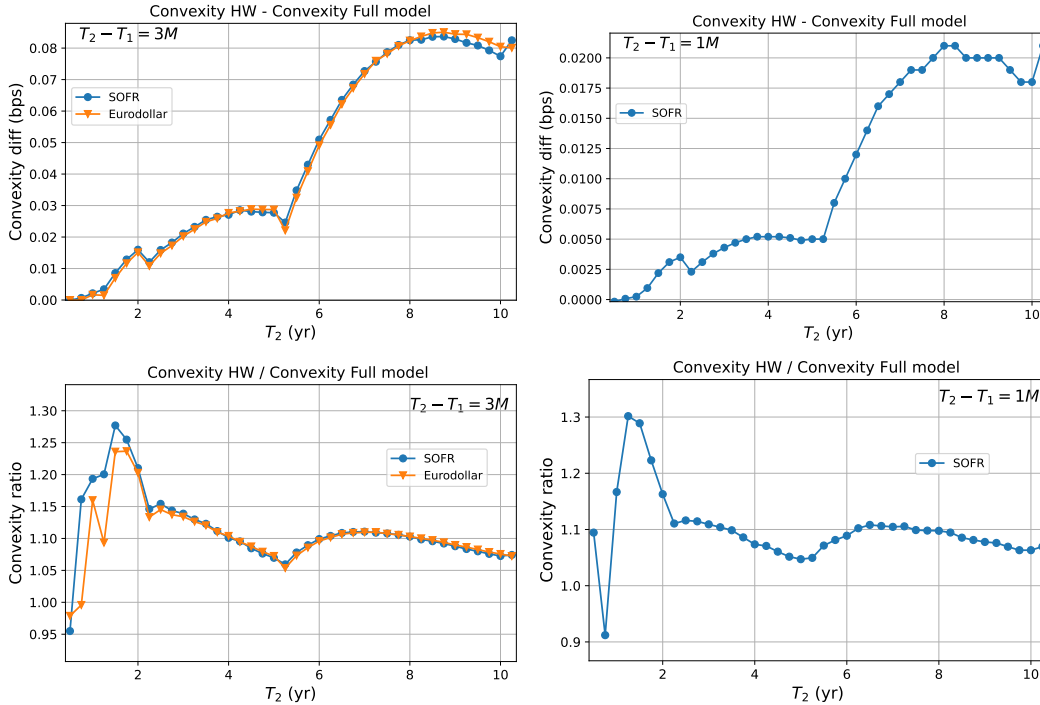 Convexity HW - Convexity Full model
T₂ − T₁ = 3M
SOFR
Eurodollar
Convexity diff (bps)
0.08
0.07
0.06
0.05
0.04
0.03
0.02
0.01
0.00
2 4 6 8 10
T₂ (yr)
Convexity HW - Convexity Full model
T₂ − T₁ = 1M
SOFR
Convexity diff (bps)
0.0200
0.0175
0.0150
0.0125
0.0100
0.0075
0.0050
0.0025
0.0000
2 4 6 8 10
T₂ (yr)
Convexity HW / Convexity Full model
T₂ − T₁ = 3M
SOFR
Eurodollar
Convexity ratio
1.30
1.25
1.20
1.15
1.10
1.05
1.00
0.95
2 4 6 8 10
T₂ (yr)
Convexity HW / Convexity Full model
T₂ − T₁ = 1M
SOFR
Convexity ratio
1.3
1.2
1.1
1.0
0.9
2 4 6 8 10
T₂ (yr)